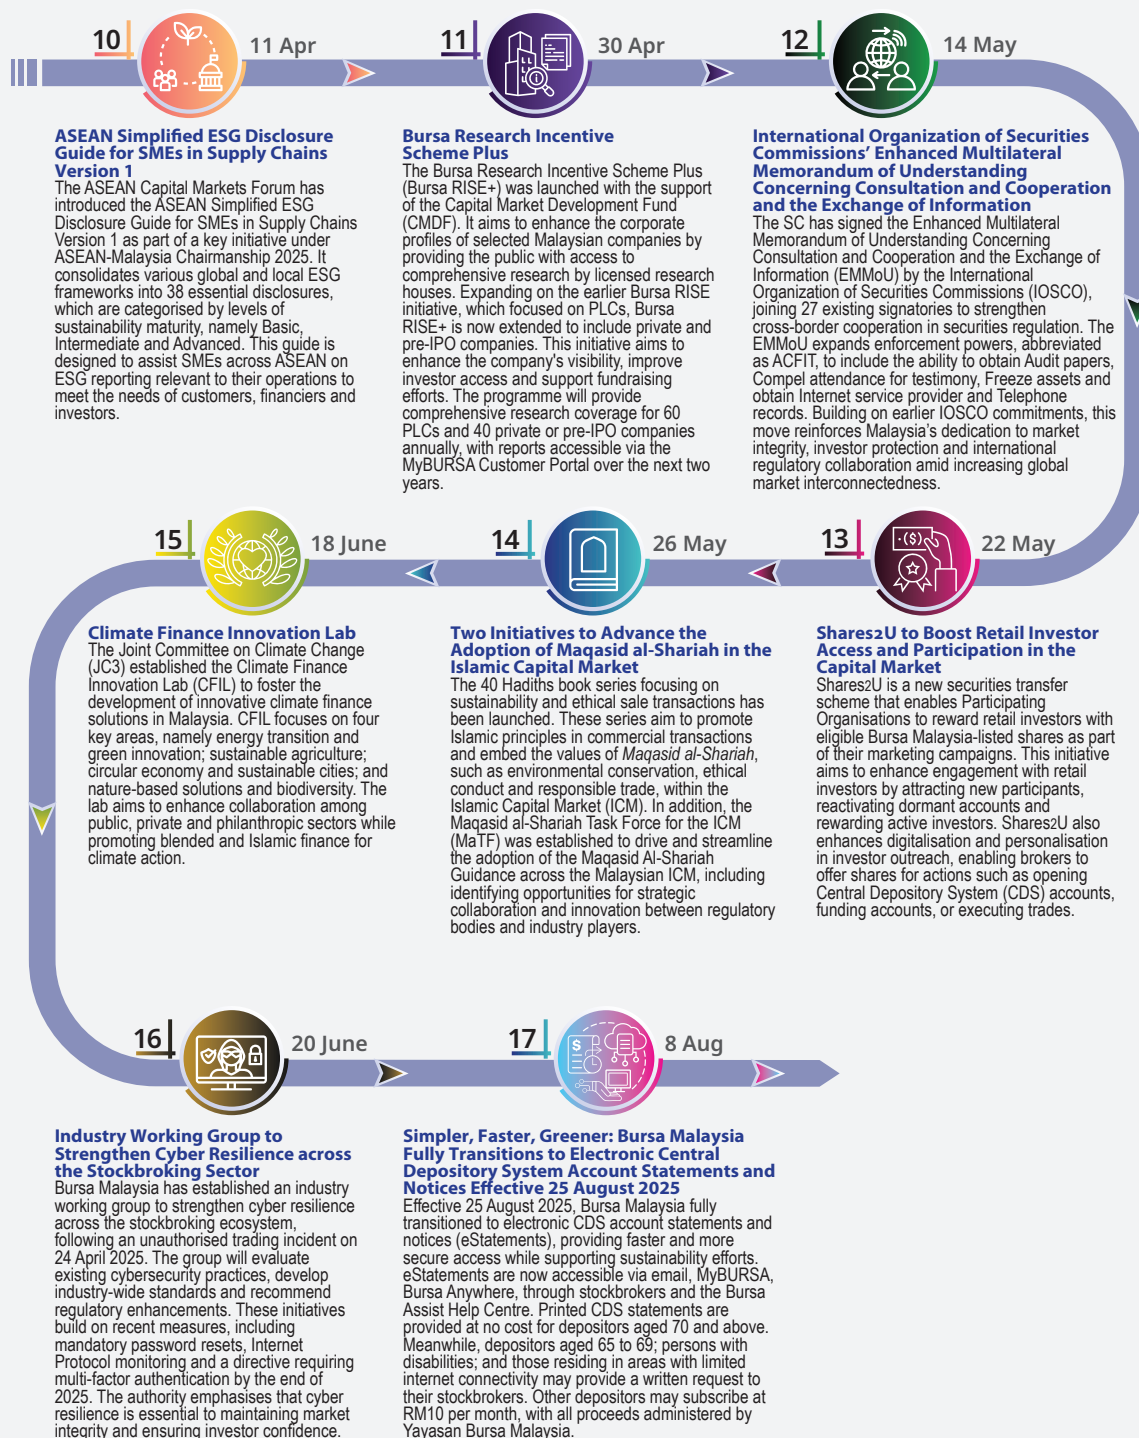 10
11 Apr
ASEAN Simplified ESG Disclosure
Guide for SMEs in Supply Chains
Version 1
The ASEAN Capital Markets Forum has
introduced the ASEAN Simplified ESG
Disclosure Guide for SMEs in Supply Chains
Version 1 as part of a key initiative under
ASEAN-Malaysia Chairmanship 2025. It
consolidates various global and local ESG
frameworks into 38 essential disclosures,
which are categorised by levels of
sustainability maturity, namely Basic,
Intermediate and Advanced. This guide is
designed to assist SMEs across ASEAN on
ESG reporting relevant to their operations to
meet the needs of customers, financiers and
investors.
11
30 Apr
Bursa Research Incentive
Scheme Plus
The Bursa Research Incentive Scheme Plus
(Bursa RISE+) was launched with the support
of the Capital Market Development Fund
(CMDF). It aims to enhance the corporate
profiles of selected Malaysian companies by
providing the public with access to
comprehensive research by licensed research
houses. Expanding on the earlier Bursa RISE
initiative, which focused on PLCs, Bursa
RISE+ is now extended to include private and
pre-IPO companies. This initiative aims to
enhance the company's visibility, improve
investor access and support fundraising
efforts. The programme will provide
comprehensive research coverage for 60
PLCs and 40 private or pre-IPO companies
annually, with reports accessible via the
MyBURSA Customer Portal over the next two
years.
12
14 May
International Organization of Securities
Commissions’ Enhanced Multilateral
Memorandum of Understanding
Concerning Consultation and Cooperation
and the Exchange of Information
The SC has signed the Enhanced Multilateral
Memorandum of Understanding Concerning
Consultation and Cooperation and the Exchange of
Information (EMMoU) by the International
Organization of Securities Commissions (IOSCO),
joining 27 existing signatories to strengthen
cross-border cooperation in securities regulation. The
EMMoU expands enforcement powers, abbreviated
as ACFIT, to include the ability to obtain Audit papers,
Compel attendance for testimony, Freeze assets and
obtain Internet service provider and Telephone
records. Building on earlier IOSCO commitments, this
move reinforces Malaysia’s dedication to market
integrity, investor protection and international
regulatory collaboration amid increasing global
market interconnectedness.
13
22 May
Shares2U to Boost Retail Investor
Access and Participation in the
Capital Market
Shares2U is a new securities transfer
scheme that enables Participating
Organisations to reward retail investors with
eligible Bursa Malaysia-listed shares as part
of their marketing campaigns. This initiative
aims to enhance engagement with retail
investors by attracting new participants,
reactivating dormant accounts and
rewarding active investors. Shares2U also
enhances digitalisation and personalisation
in investor outreach, enabling brokers to
offer shares for actions such as opening
Central Depository System (CDS) accounts,
funding accounts, or executing trades.
14
26 May
Two Initiatives to Advance the
Adoption of Maqasid al-Shariah in the
Islamic Capital Market
The 40 Hadiths book series focusing on
sustainability and ethical sale transactions has
been launched. These series aim to promote
Islamic principles in commercial transactions
and embed the values of Maqasid al-Shariah,
such as environmental conservation, ethical
conduct and responsible trade, within the
Islamic Capital Market (ICM). In addition, the
Maqasid al-Shariah Task Force for the ICM
(MaTF) was established to drive and streamline
the adoption of the Maqasid Al-Shariah
Guidance across the Malaysian ICM, including
identifying opportunities for strategic
collaboration and innovation between regulatory
bodies and industry players.
15
18 June
Climate Finance Innovation Lab
The Joint Committee on Climate Change
(JC3) established the Climate Finance
Innovation Lab (CFIL) to foster the
development of innovative climate finance
solutions in Malaysia. CFIL focuses on four
key areas, namely energy transition and
green innovation; sustainable agriculture;
circular economy and sustainable cities; and
nature-based solutions and biodiversity. The
lab aims to enhance collaboration among
public, private and philanthropic sectors while
promoting blended and Islamic finance for
climate action.
16
20 June
Industry Working Group to
Strengthen Cyber Resilience across
the Stockbroking Sector
Bursa Malaysia has established an industry
working group to strengthen cyber resilience
across the stockbroking ecosystem,
following an unauthorised trading incident on
24 April 2025. The group will evaluate
existing cybersecurity practices, develop
industry-wide standards and recommend
regulatory enhancements. These initiatives
build on recent measures, including
mandatory password resets, Internet
Protocol monitoring and a directive requiring
multi-factor authentication by the end of
2025. The authority emphasises that cyber
resilience is essential to maintaining market
integrity and ensuring investor confidence.
17
8 Aug
Simpler, Faster, Greener: Bursa Malaysia
Fully Transitions to Electronic Central
Depository System Account Statements and
Notices Effective 25 August 2025
Effective 25 August 2025, Bursa Malaysia fully
transitioned to electronic CDS account statements and
notices (eStatements), providing faster and more
secure access while supporting sustainability efforts.
eStatements are now accessible via email, MyBURSA,
Bursa Anywhere, through stockbrokers and the Bursa
Assist Help Centre. Printed CDS statements are
provided at no cost for depositors aged 70 and above.
Meanwhile, depositors aged 65 to 69; persons with
disabilities; and those residing in areas with limited
internet connectivity may provide a written request to
their stockbrokers. Other depositors may subscribe at
RM10 per month, with all proceeds administered by
Yayasan Bursa Malaysia.